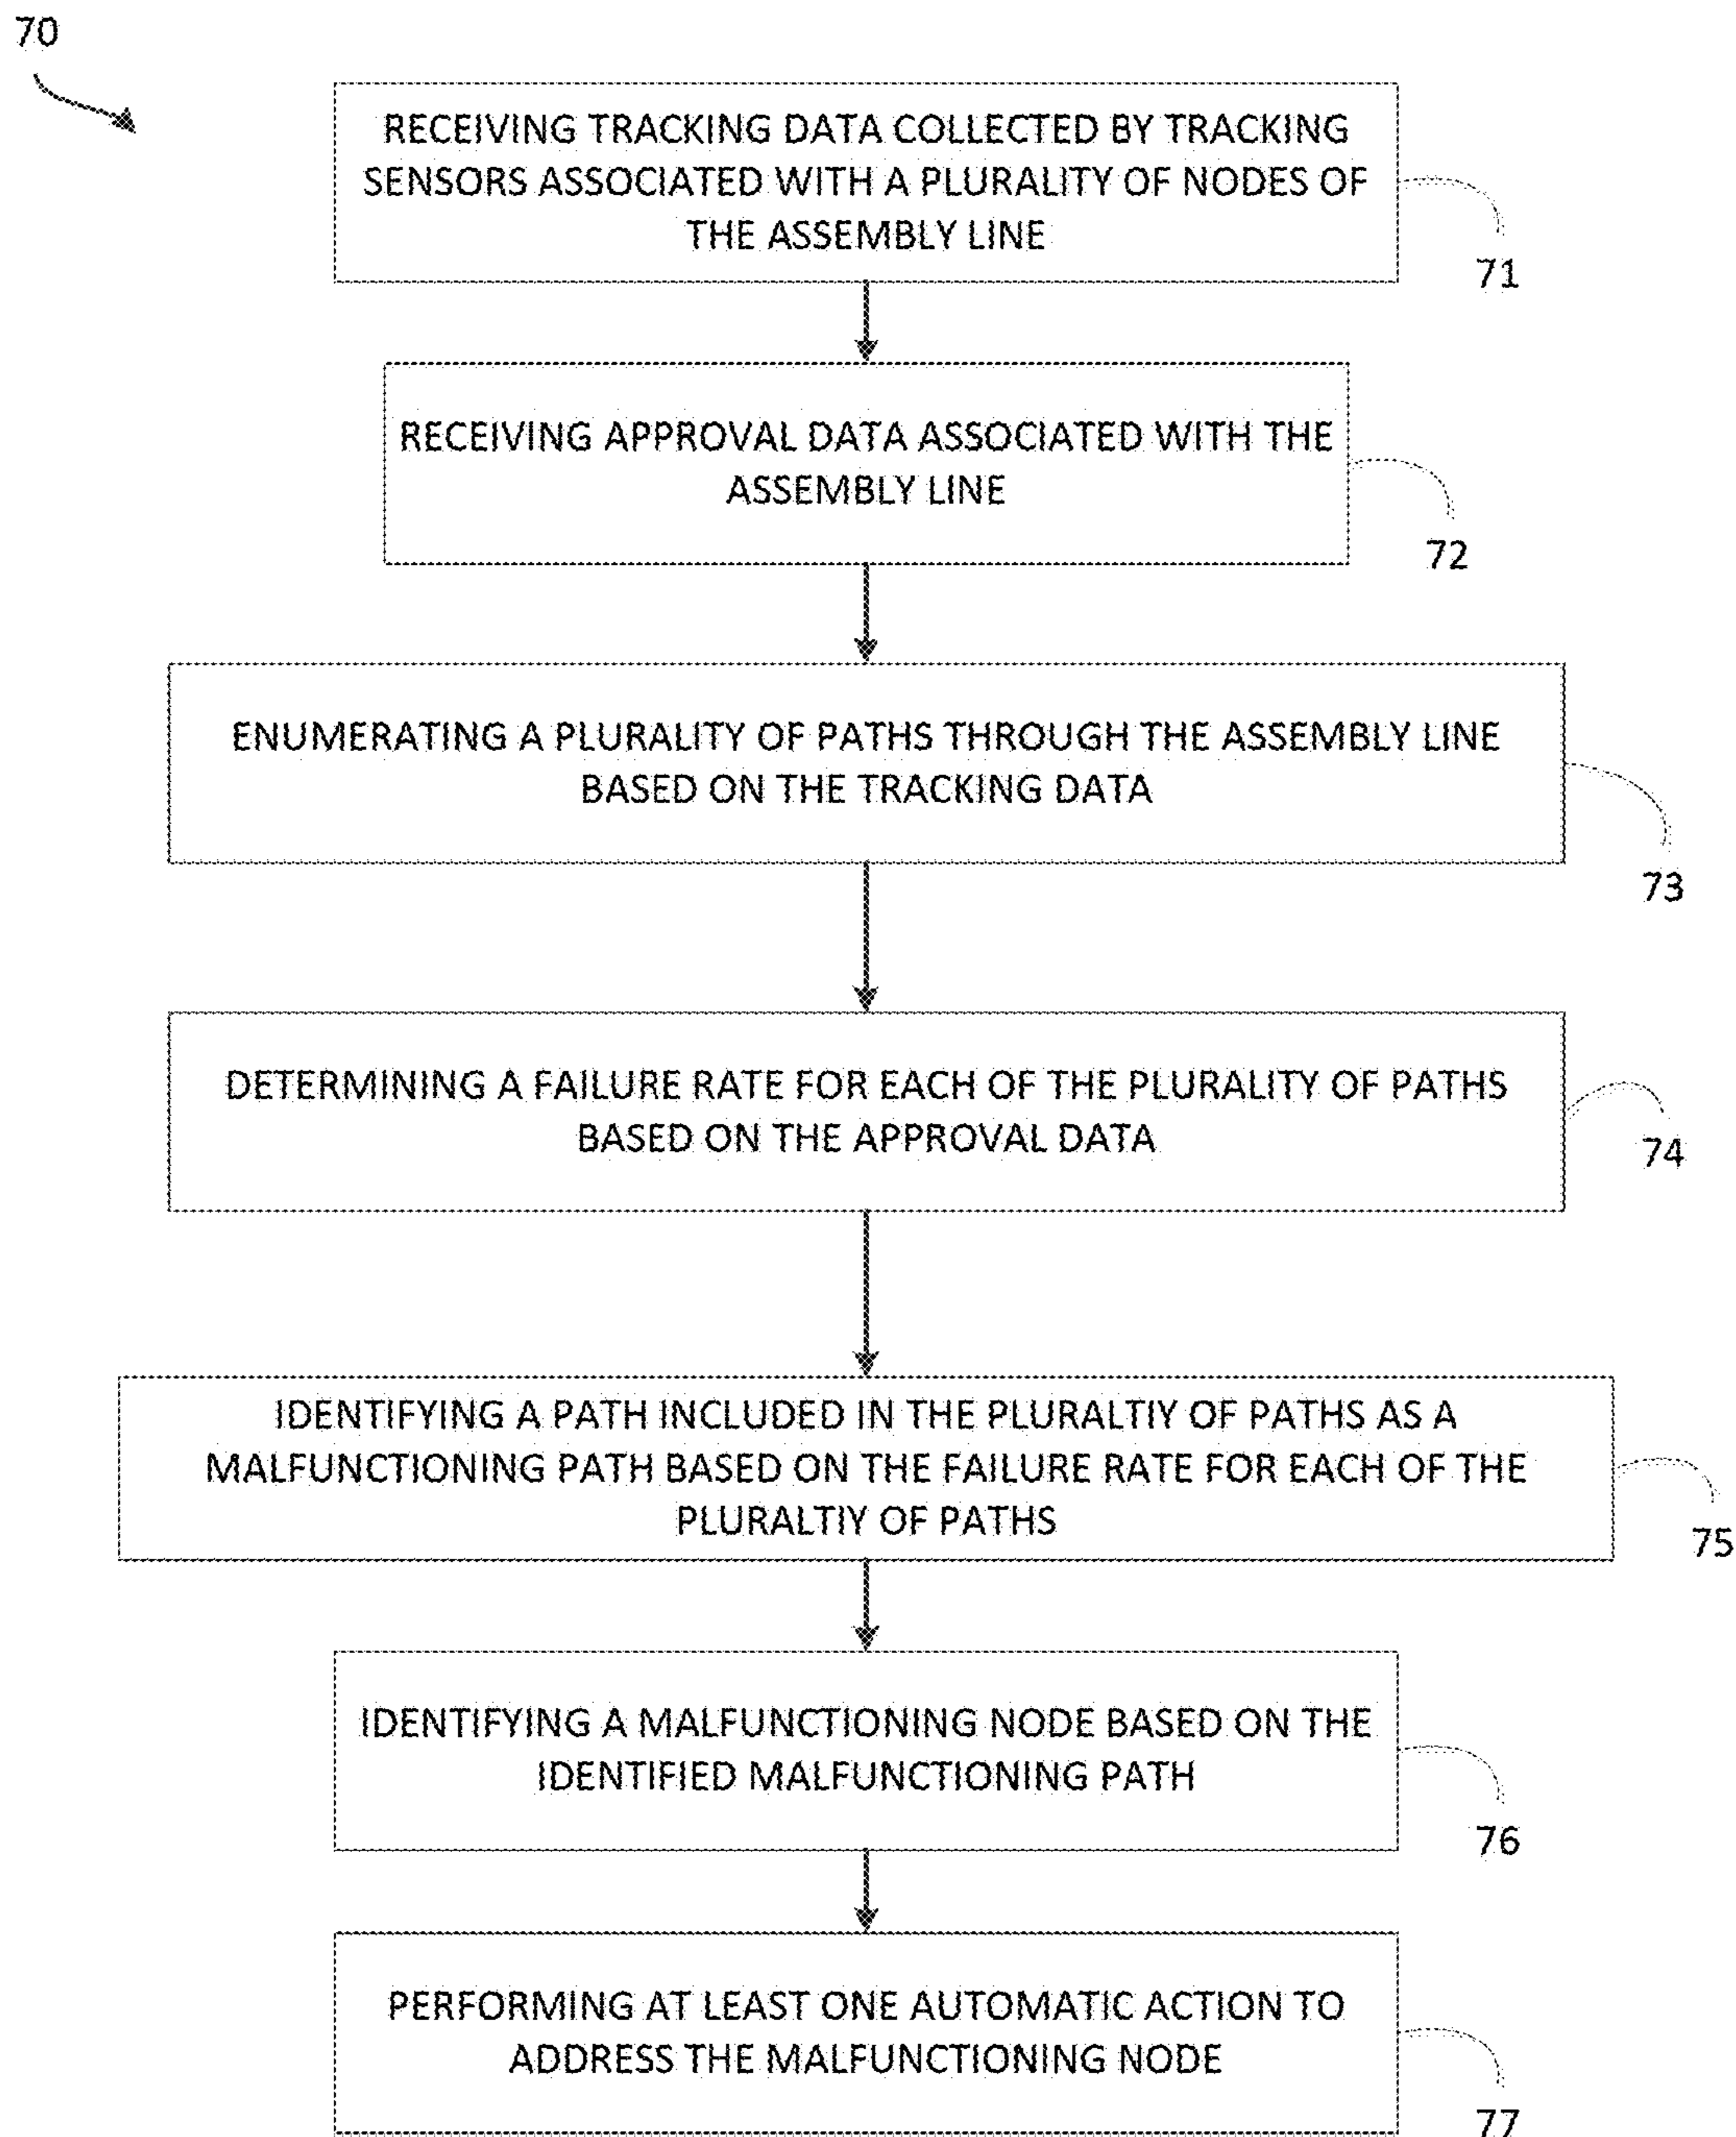 70
RECEIVING TRACKING DATA COLLECTED BY TRACKING
SENSORS ASSOCIATED WITH A PLURALITY OF NODES OF
THE ASSEMBLY LINE
71
RECEIVING APPROVAL DATA ASSOCIATED WITH THE
ASSEMBLY LINE
72
ENUMERATING A PLURALITY OF PATHS THROUGH THE ASSEMBLY LINE
BASED ON THE TRACKING DATA
73
DETERMINING A FAILURE RATE FOR EACH OF THE PLURALITY OF PATHS
BASED ON THE APPROVAL DATA
74
IDENTIFYING A PATH INCLUDED IN THE PLURALTIY OF PATHS AS A
MALFUNCTIONING PATH BASED ON THE FAILURE RATE FOR EACH OF THE
PLURALTIY OF PATHS
75
IDENTIFYING A MALFUNCTIONING NODE BASED ON THE
IDENTIFIED MALFUNCTIONING PATH
76
PERFORMING AT LEAST ONE AUTOMATIC ACTION TO
ADDRESS THE MALFUNCTIONING NODE
77